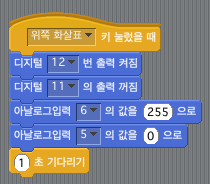 위쪽 화살표 키 눌렀을 때
디지털 12 번 출력 켜짐
디지털 11 의 출력 꺼짐
아날로그입력 6 의 값을 255 으로
아날로그입력 5 의 값을 0 으로
1 초 기다리기